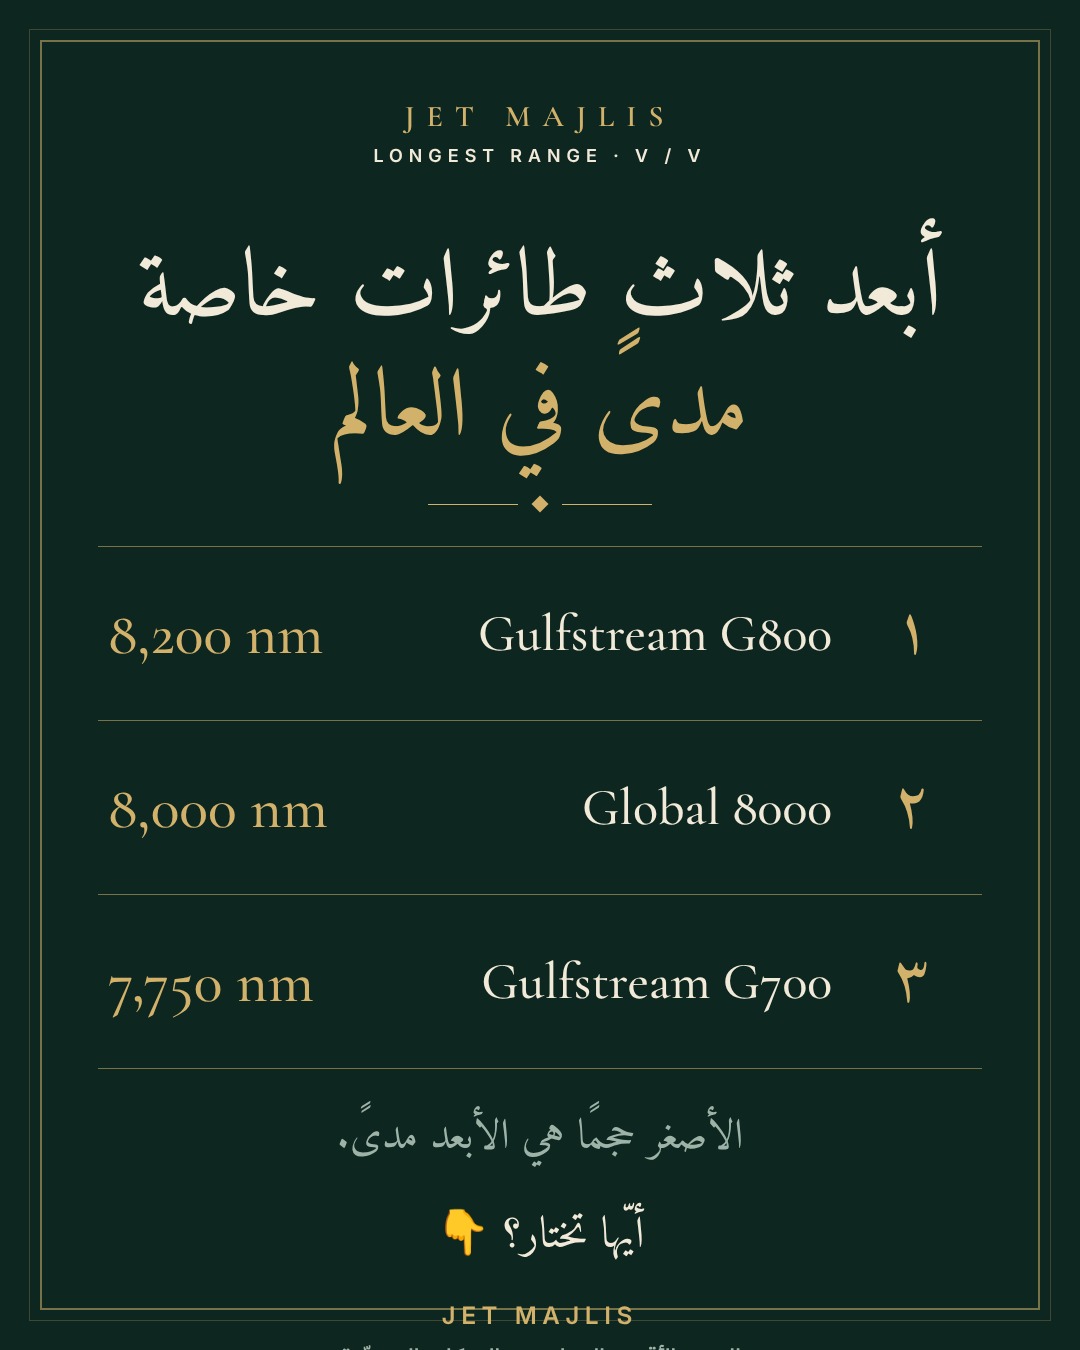 JET MAJLIS
LONGEST RANGE · V / V
أبعد ثلاث طائرات خاصة
مدىً في العالم
١ Gulfstream G800 8,200 nm
٢ Global 8000 8,000 nm
٣ Gulfstream G700 7,750 nm
الأصغر حجمًا هي الأبعد مدىً.
أيّها تختار؟ 👇
JET MAJLIS